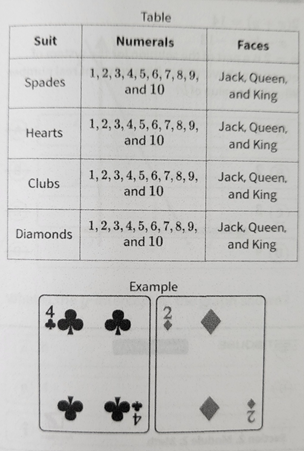 Table
Suit Numerals Faces
Spades 1, 2, 3, 4, 5, 6, 7, 8, 9, and 10 Jack, Queen, and King
Hearts 1, 2, 3, 4, 5, 6, 7, 8, 9, and 10 Jack, Queen, and King
Clubs 1, 2, 3, 4, 5, 6, 7, 8, 9, and 10 Jack, Queen, and King
Diamonds 1, 2, 3, 4, 5, 6, 7, 8, 9, and 10 Jack, Queen, and King
Example
4 2
4 2